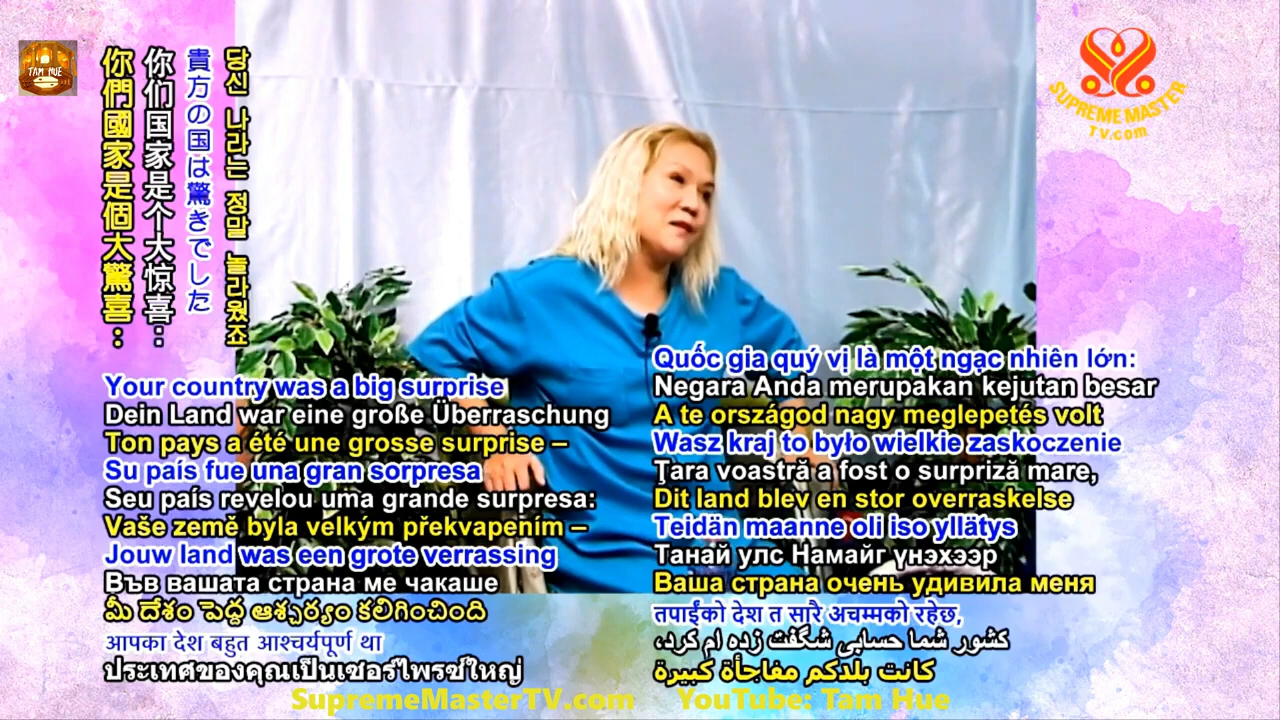 TAM HUE
SUPREME MASTER
TV.com
你們國家是個大驚喜：
你们国家是个大惊喜：
貴方の国は驚きでした
당신 나라는 정말 놀라웠죠
Your country was a big surprise
Dein Land war eine große Überraschung
Ton pays a été une grosse surprise –
Su país fue una gran sorpresa
Seu país revelou uma grande surpresa:
Vaše země byla velkým překvapením –
Jouw land was een grote verrassing
Във вашата страна ме чакаше
మీ దేశం పెద్ద ఆశ్చర్యం కలిగించింది
आपका देश बहुत आश्चर्यपूर्ण था
ประเทศของคุณเป็นเซอร์ไพรซ์ใหญ่
Quốc gia quý vị là một ngạc nhiên lớn:
Negara Anda merupakan kejutan besar
A te országod nagy meglepetés volt
Wasz kraj to było wielkie zaskoczenie
Ţara voastră a fost o surpriză mare,
Dit land blev en stor overraskelse
Teidän maanne oli iso yllätys
Танай улс Намайг үнэхээр
Ваша страна очень удивила меня
तपाईंको देश त सारै अचम्मको रहेछ,
کشور شما حسابی شگفت زده ام کرد،
كانت بلدكم مفاجأة كبيرة
SupremeMasterTV.com YouTube: Tam Hue